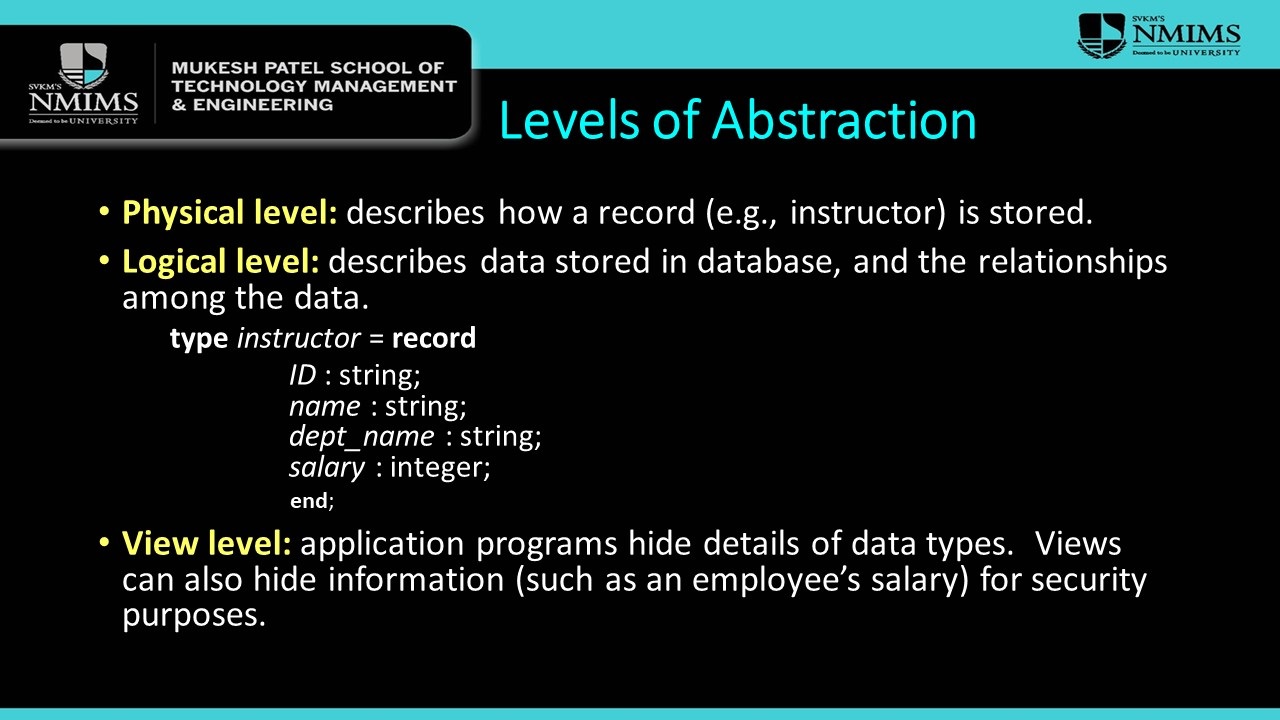 SVKM'S
NMIMS
Deemed to be UNIVERSITY
MUKESH PATEL SCHOOL OF
TECHNOLOGY MANAGEMENT
& ENGINEERING
SVKM'S
NMIMS
Deemed to be UNIVERSITY
Levels of Abstraction
• Physical level: describes how a record (e.g., instructor) is stored.
• Logical level: describes data stored in database, and the relationships
among the data.
type instructor = record
ID : string;
name : string;
dept_name : string;
salary : integer;
end;
• View level: application programs hide details of data types.  Views
can also hide information (such as an employee’s salary) for security
purposes.